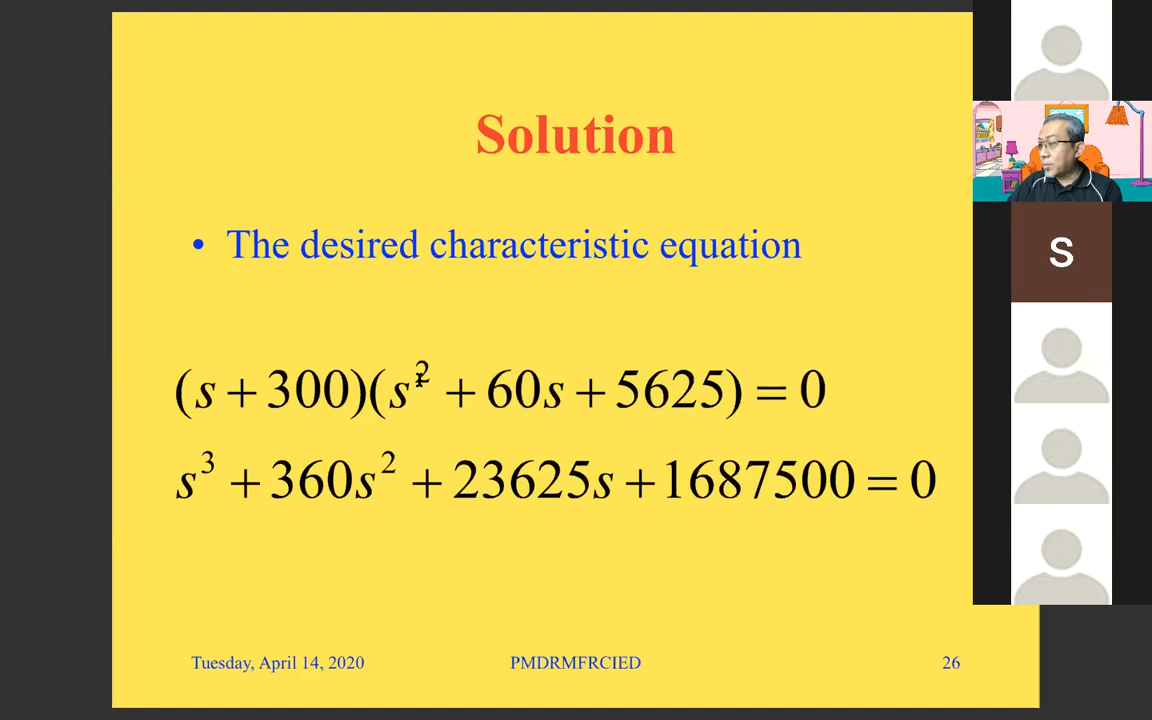 Solution
• The desired characteristic equation
(s + 300)(s² + 60s + 5625) = 0
s³ + 360s² + 23625s + 1687500 = 0
Tuesday, April 14, 2020 PMDRMFRCIED 26
S